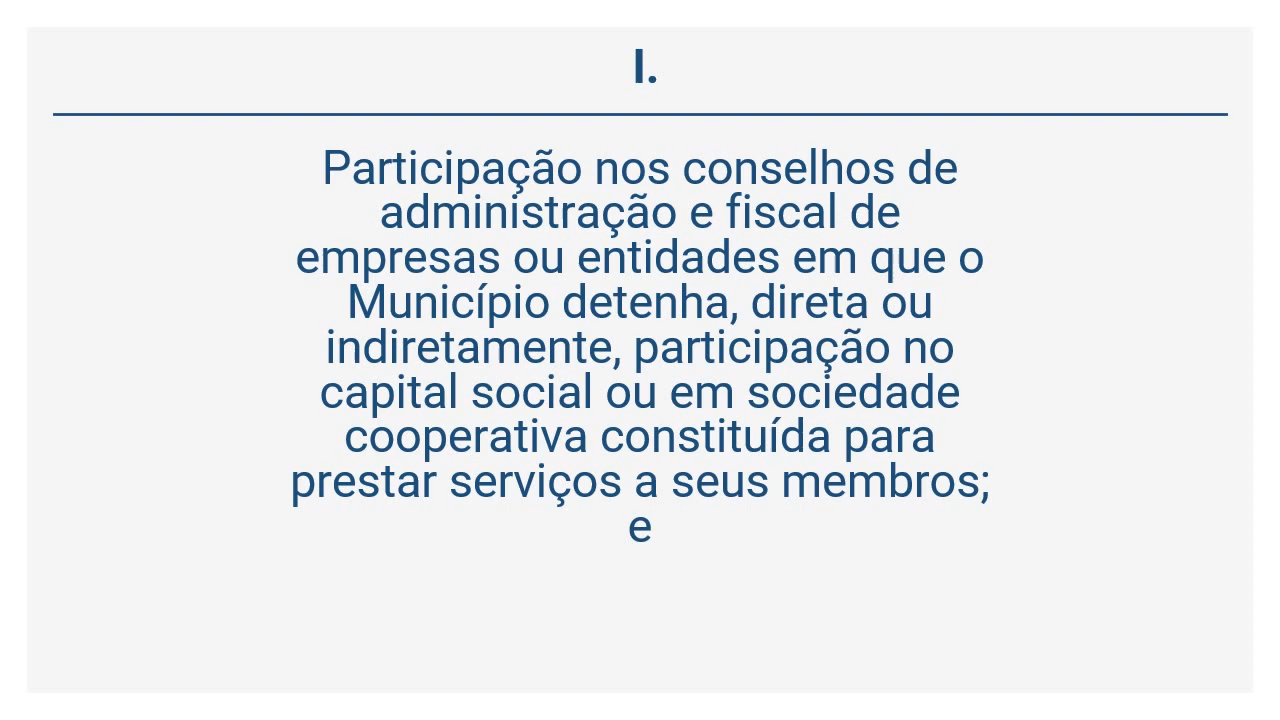 I.
Participação nos conselhos de
administração e fiscal de
empresas ou entidades em que o
Município detenha, direta ou
indiretamente, participação no
capital social ou em sociedade
cooperativa constituída para
prestar serviços a seus membros;
e